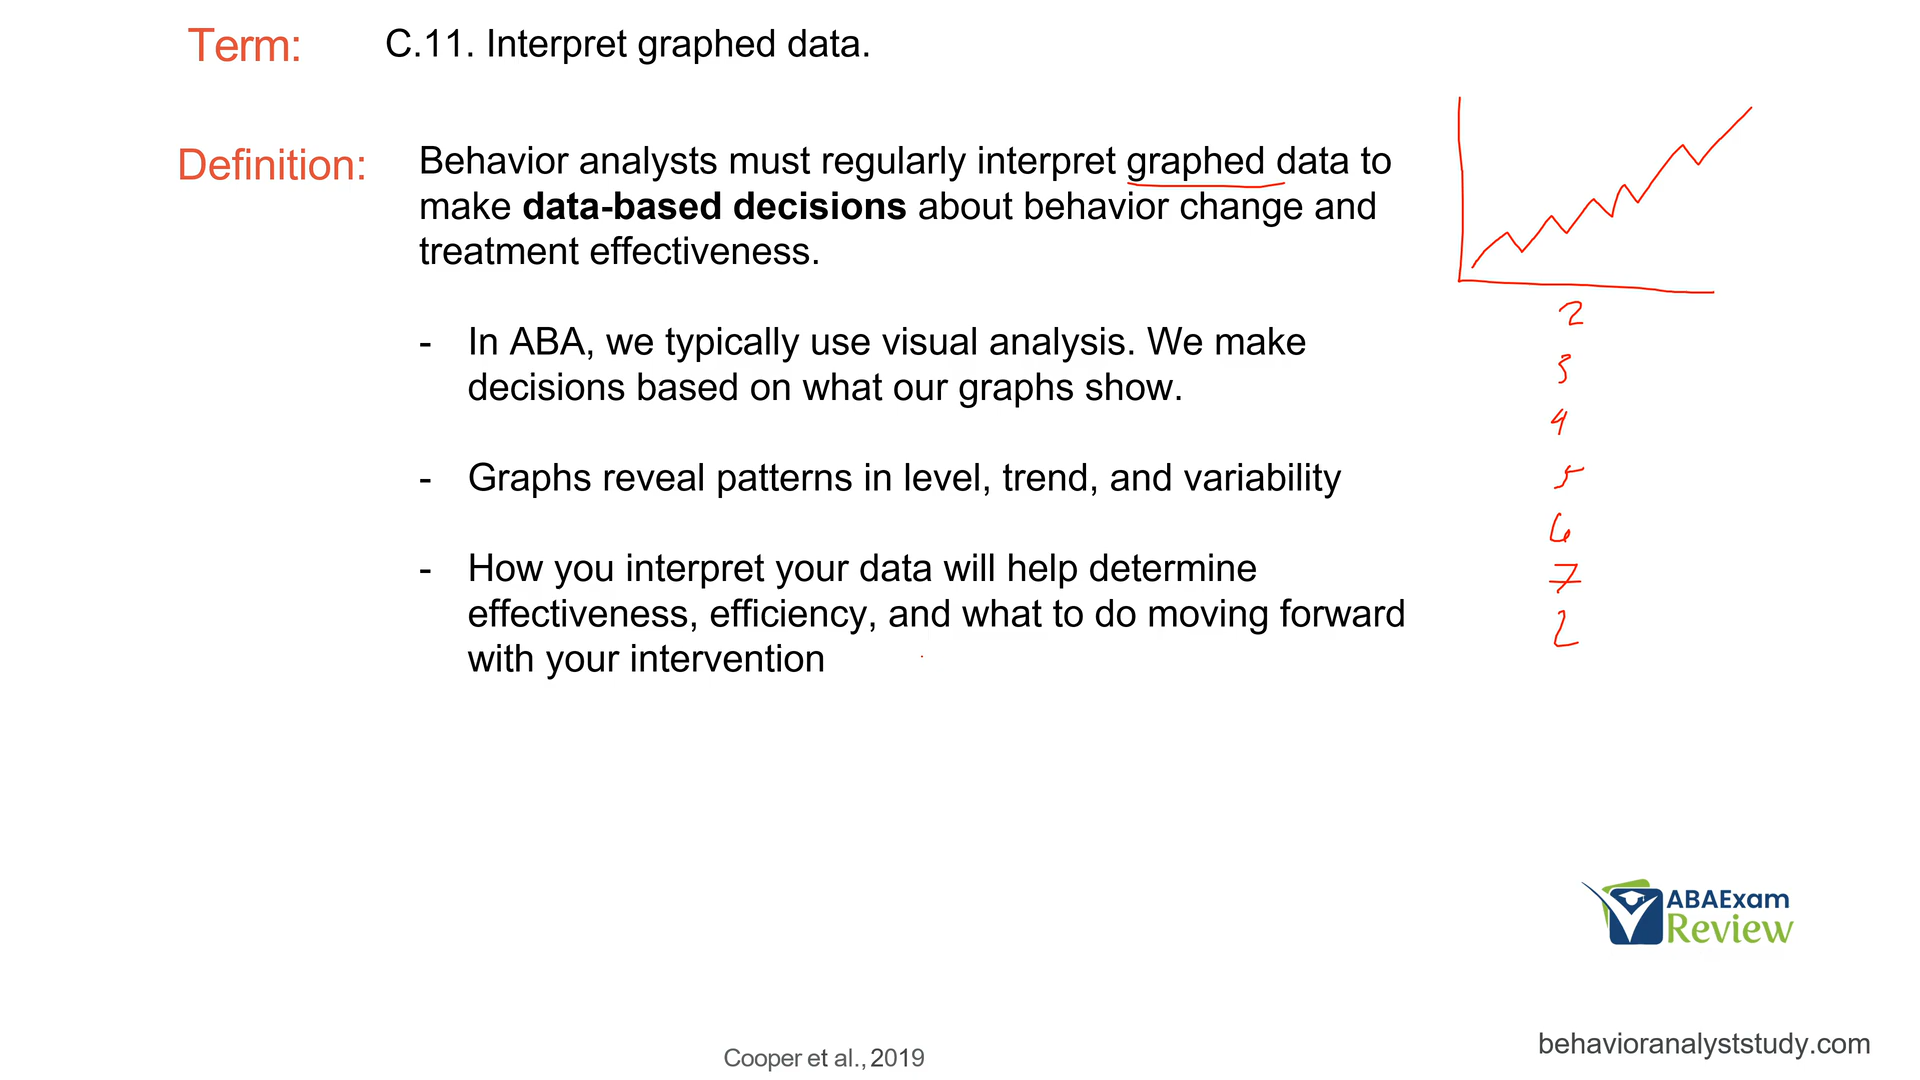 Term: C.11. Interpret graphed data.
Definition: Behavior analysts must regularly interpret graphed data to
make data-based decisions about behavior change and
treatment effectiveness.
- In ABA, we typically use visual analysis. We make
decisions based on what our graphs show.
- Graphs reveal patterns in level, trend, and variability
- How you interpret your data will help determine
effectiveness, efficiency, and what to do moving forward
with your intervention
2
3
4
5
6
7
2
ABAExam
Review
Cooper et al., 2019
behavioranalyststudy.com